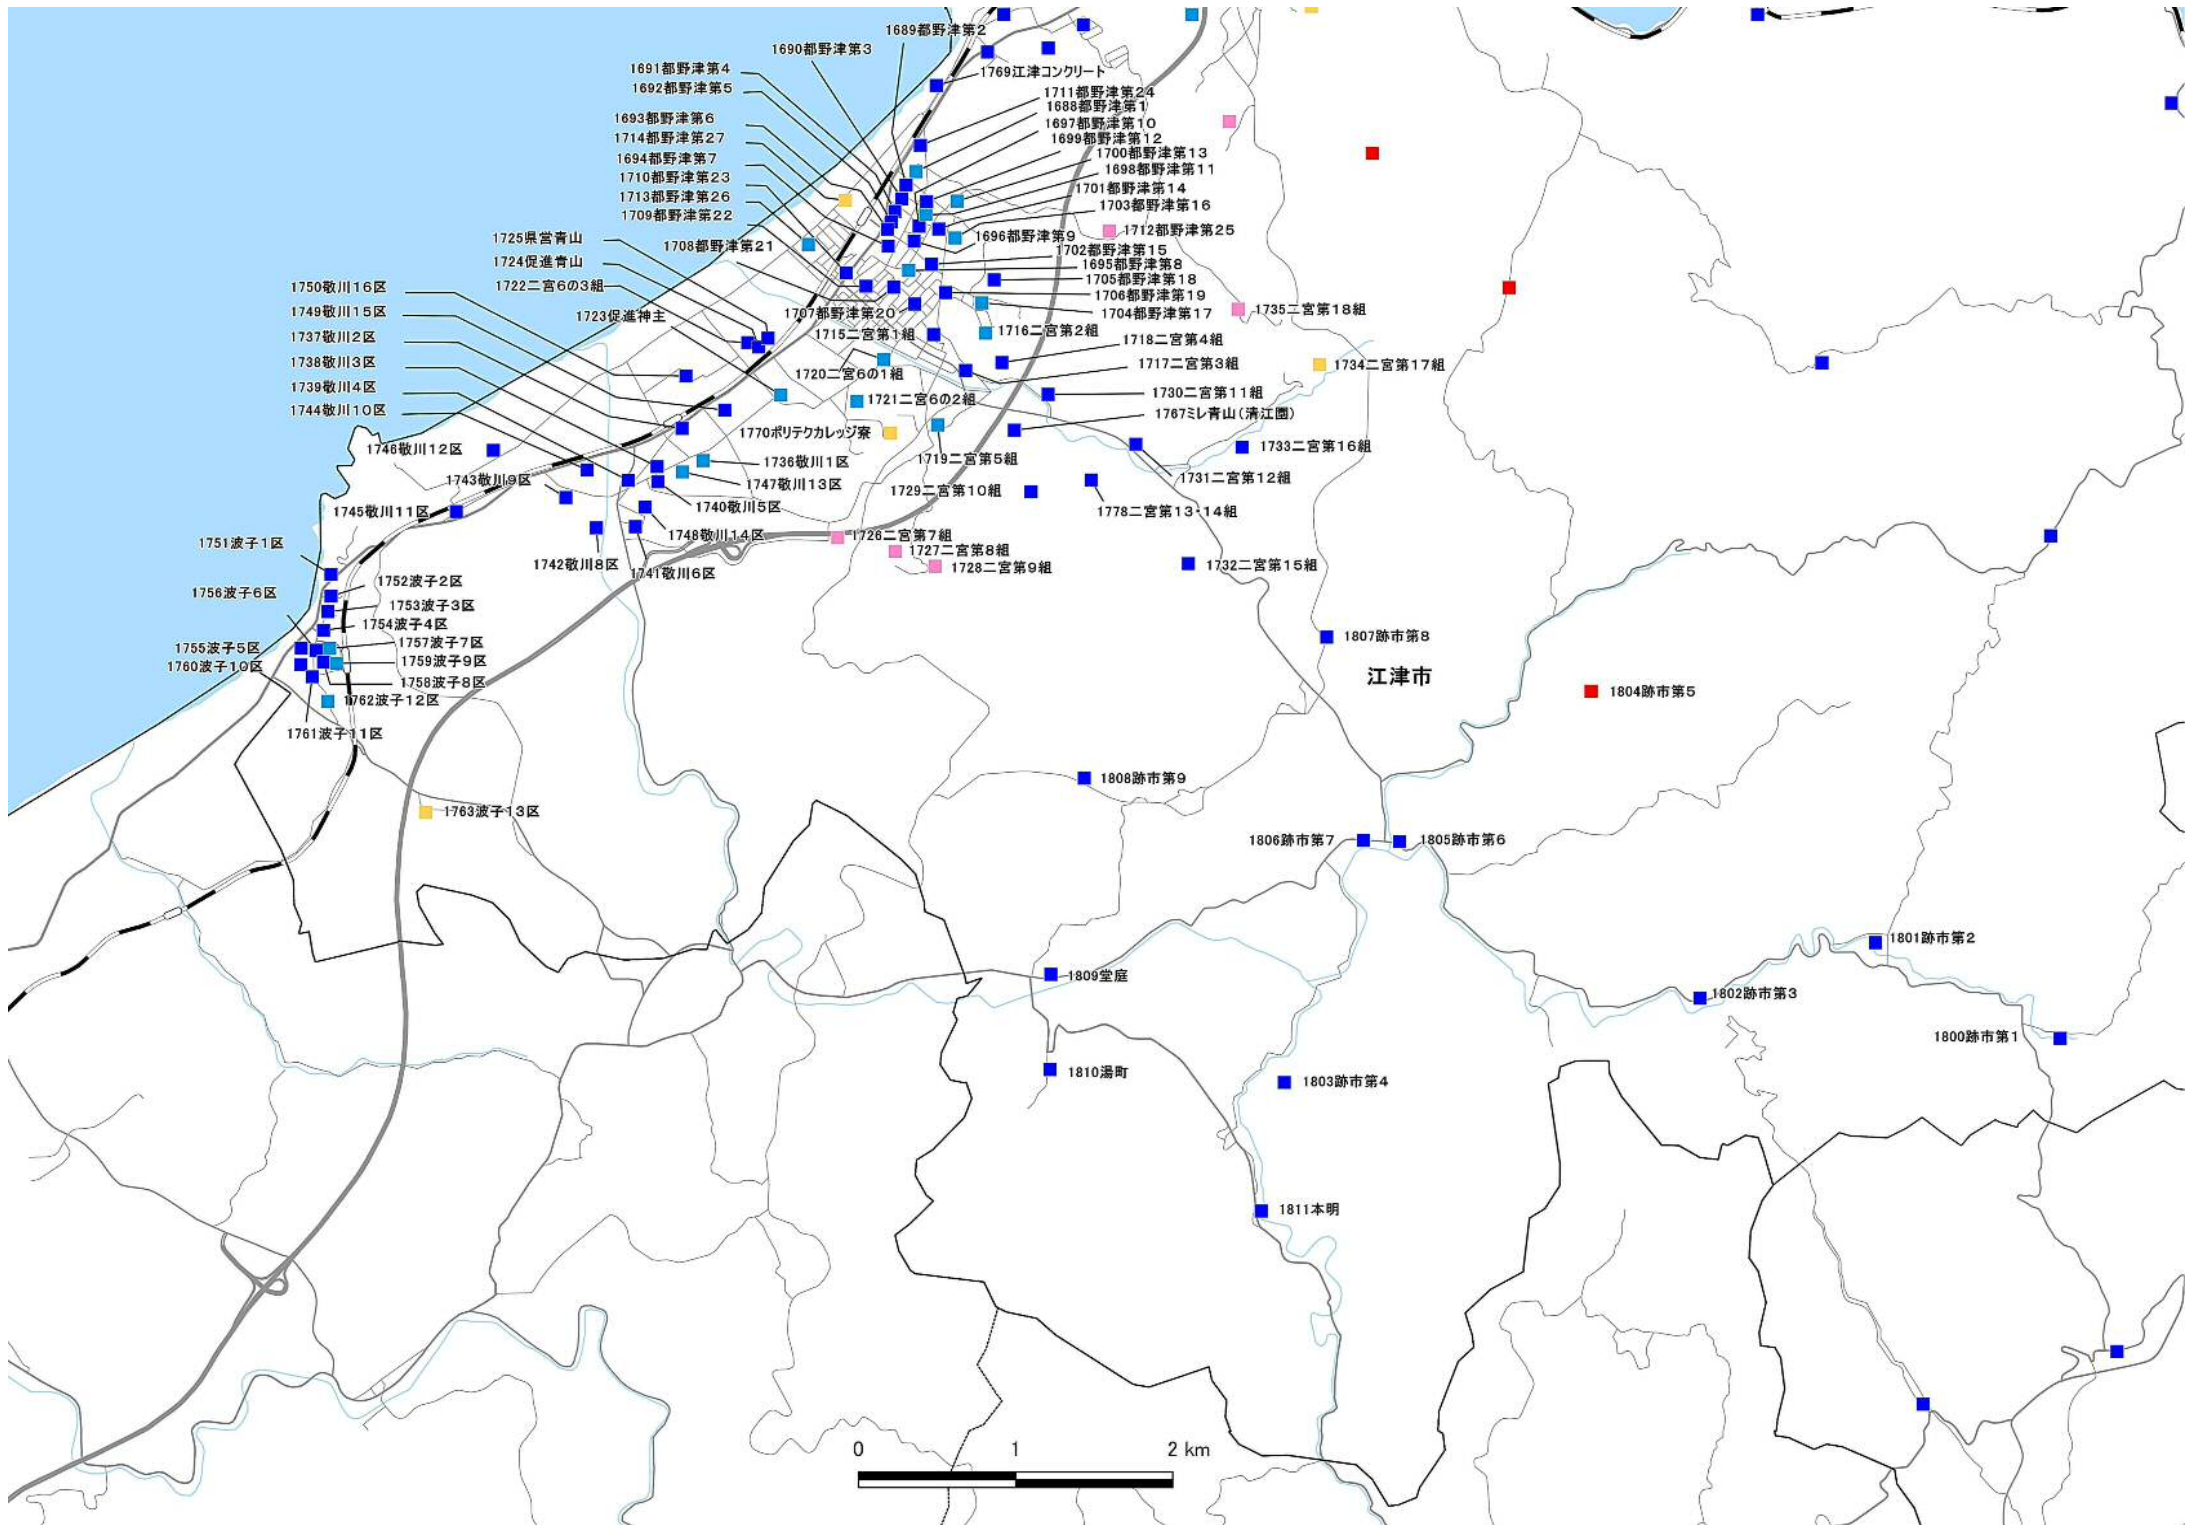 1689都野津第2
1690都野津第3
1691都野津第4
1769江津コンクリート
1692都野津第5
1711都野津第24
1688都野津第1
1693都野津第6
1697都野津第10
1714都野津第27
1699都野津第12
1694都野津第7
1700都野津第13
1698都野津第11
1710都野津第23
1701都野津第14
1713都野津第26
1703都野津第16
1709都野津第22
1712都野津第25
1725県営青山
1708都野津第21
1696都野津第9
1702都野津第15
1724促進青山
1695都野津第8
1705都野津第18
1750敬川16区
1722二宮6の3組
1706都野津第19
1735二宮第18組
1749敬川15区
1723促進神主
1707都野津第20
1704都野津第17
1737敬川2区
1715二宮第1組
1716二宮第2組
1718二宮第4組
1738敬川3区
1717二宮第3組
1734二宮第17組
1739敬川4区
1720二宮6の1組
1730二宮第11組
1744敬川10区
1721二宮6の2組
1767ミレ青山(清江園)
1770ポリテクカレッジ寮
1746敬川12区
1733二宮第16組
1736敬川1区
1719二宮第5組
1743敬川9区
1747敬川13区
1731二宮第12組
1729二宮第10組
1745敬川11区
1740敬川5区
1778二宮第13・14組
1748敬川14区
1726二宮第7組
1751波子1区
1727二宮第8組
1742敬川8区
1741敬川6区
1728二宮第9組
1732二宮第15組
1752波子2区
1756波子6区
1753波子3区
1754波子4区
1807跡市第8
1755波子5区
1757波子7区
1760波子10区
1759波子9区
江津市
1758波子8区
1804跡市第5
1762波子12区
1761波子11区
1808跡市第9
1763波子13区
1806跡市第7
1805跡市第6
1801跡市第2
1809堂庭
1802跡市第3
1800跡市第1
1810湯町
1803跡市第4
1811本明
0 1 2 km